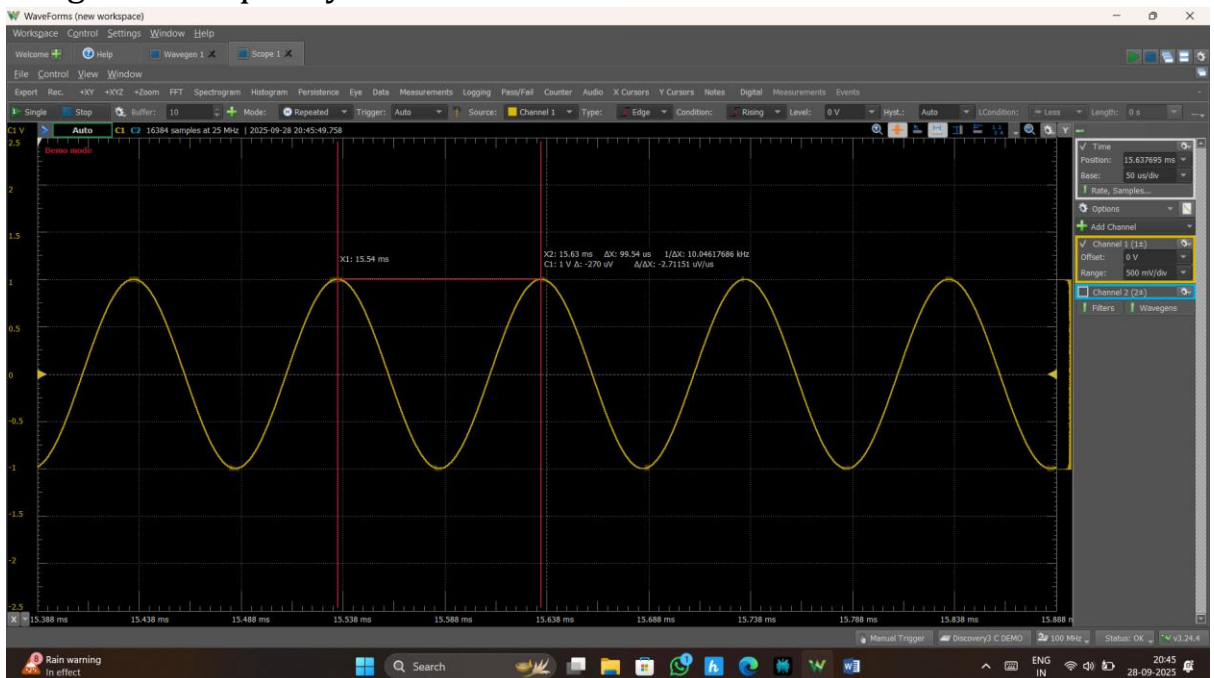 WaveForms (new workspace)
Workspace Control Settings Window Help
Welcome Help Wavegen 1 Scope 1
File Control View Window
Export Rec. +XY +XYZ +Zoom FFT Spectrogram Histogram Persistence Eye Data Measurements Logging Pass/Fail Counter Audio X Cursors Y Cursors Notes Digital Measurements Events
Single Stop Buffer: 10 Mode: Repeated Trigger: Auto Source: Channel 1 Type: Edge Condition: Rising Level: 0 V Hyst.: Auto LCondition: Less Length: 0 s
C1 V Auto C1 C2 16384 samples at 25 MHz | 2025-09-28 20:45:49.758 Y
Demo mode
2.5
2
1.5
1
0.5
0
-0.5
-1
-1.5
-2
-2.5
X1: 15.54 ms
X2: 15.63 ms ΔX: 99.54 us 1/ΔX: 10.04617686 kHz
C1: 1 V Δ: -270 uV Δ/ΔX: -2.71151 uV/us
Time
Position: 15.637695 ms
Base: 50 us/div
Rate, Samples...
Options
Add Channel
Channel 1 (1±)
Offset: 0 V
Range: 500 mV/div
Channel 2 (2±)
Filters Wavegens
X 15.388 ms 15.438 ms 15.488 ms 15.538 ms 15.588 ms 15.638 ms 15.688 ms 15.738 ms 15.788 ms 15.838 ms 15.888 m
Manual Trigger Discovery3 C DEMO 100 MHz Status: OK v3.24.4
8 Rain warning
In effect
Search
ENG
IN
20:45
28-09-2025